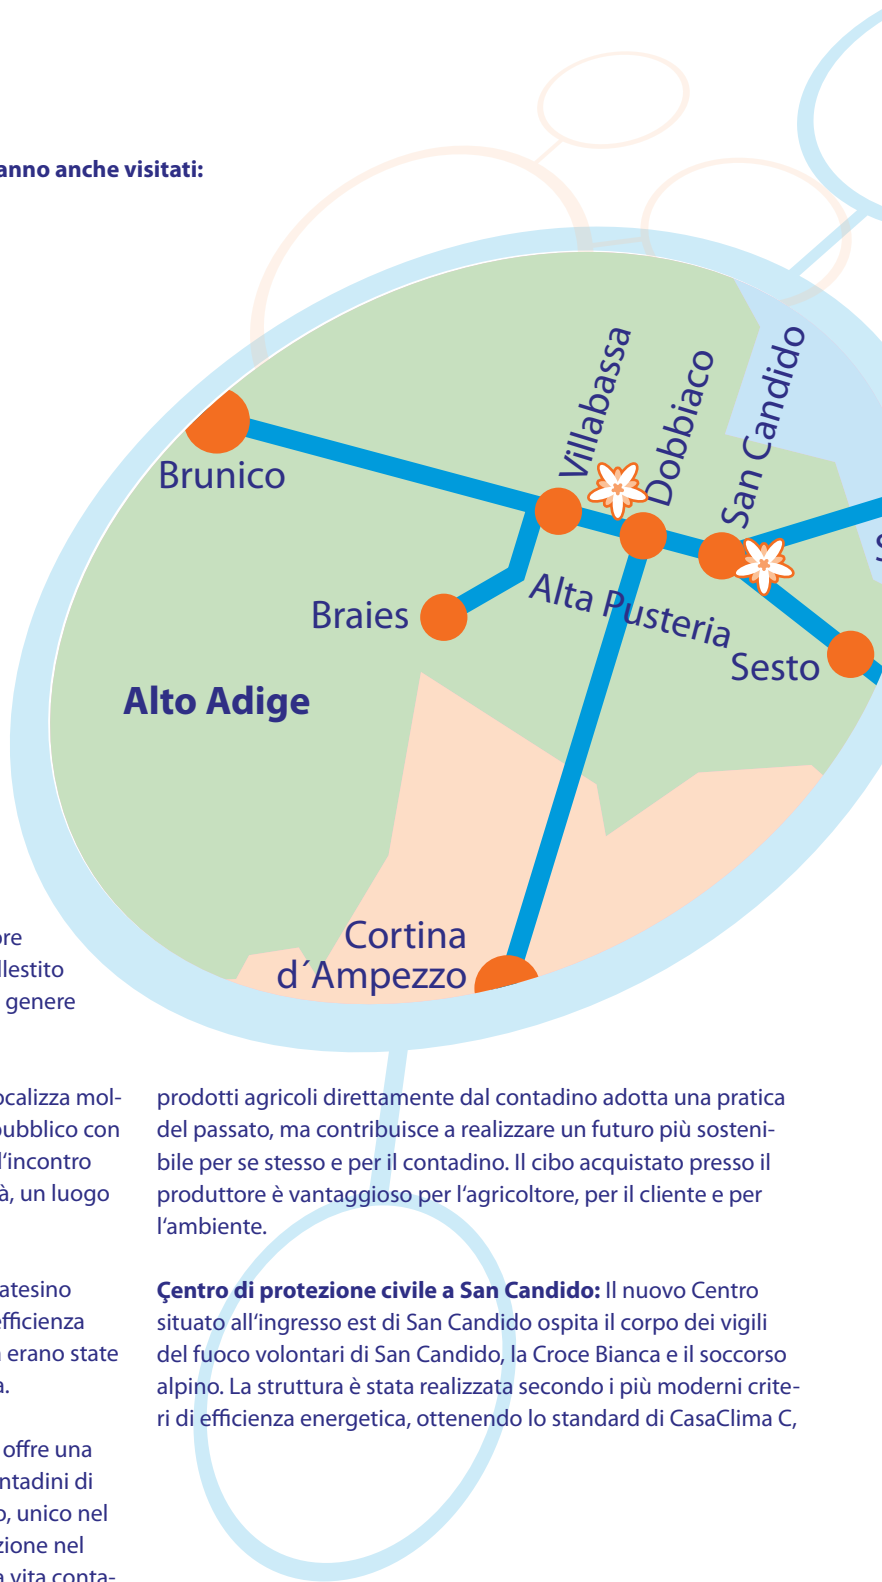 anno anche visitati:
Villabassa
Dobbiaco
San Candido
Brunico
Braies
Alta Pusteria
Sesto
Alto Adige
Cortina
d´Ampezzo
llestito
genere
ocalizza mol-
pubblico con
l‘incontro
à, un luogo
atesino
efficienza
erano state
a.
offre una
ntadini di
o, unico nel
zione nel
a vita conta-
prodotti agricoli direttamente dal contadino adotta una pratica
del passato, ma contribuisce a realizzare un futuro più sosteni-
bile per se stesso e per il contadino. Il cibo acquistato presso il
produttore è vantaggioso per l‘agricoltore, per il cliente e per
l‘ambiente.
Çentro di protezione civile a San Candido: Il nuovo Centro
situato all‘ingresso est di San Candido ospita il corpo dei vigili
del fuoco volontari di San Candido, la Croce Bianca e il soccorso
alpino. La struttura è stata realizzata secondo i più moderni crite-
ri di efficienza energetica, ottenendo lo standard di CasaClima C,